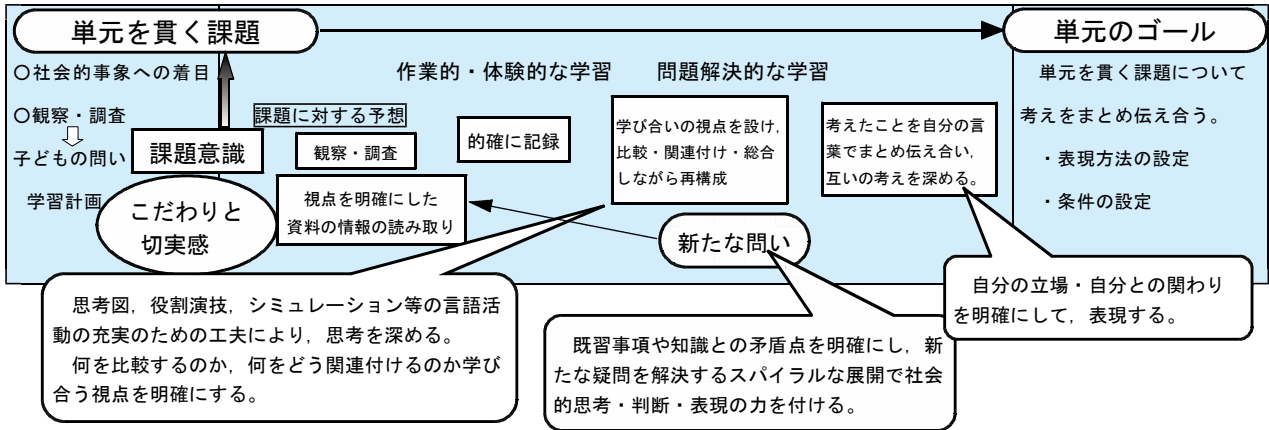 単元を貫く課題
単元のゴール
〇社会的事象への着目
〇観察・調査
子どもの問い
学習計画
課題意識
こだわりと
切実感
作業的・体験的な学習
問題解決的な学習
課題に対する予想
観察・調査
視点を明確にした
資料の情報の読み取り
的確に記録
学び合いの視点を設け,
比較・関連付け・総合
しながら再構成
考えたことを自分の言
葉でまとめ伝え合い,
互いの考えを深める。
新たな問い
単元を貫く課題について
考えをまとめ伝え合う。
・表現方法の設定
・条件の設定
思考図,役割演技,シミュレーション等の言語活
動の充実のための工夫により,思考を深める。
何を比較するのか,何をどう関連付けるのか学び
合う視点を明確にする。
既習事項や知識との矛盾点を明確にし,新
たな疑問を解決するスパイラルな展開で社会
的思考・判断・表現の力を付ける。
自分の立場・自分との関わり
を明確にして,表現する。